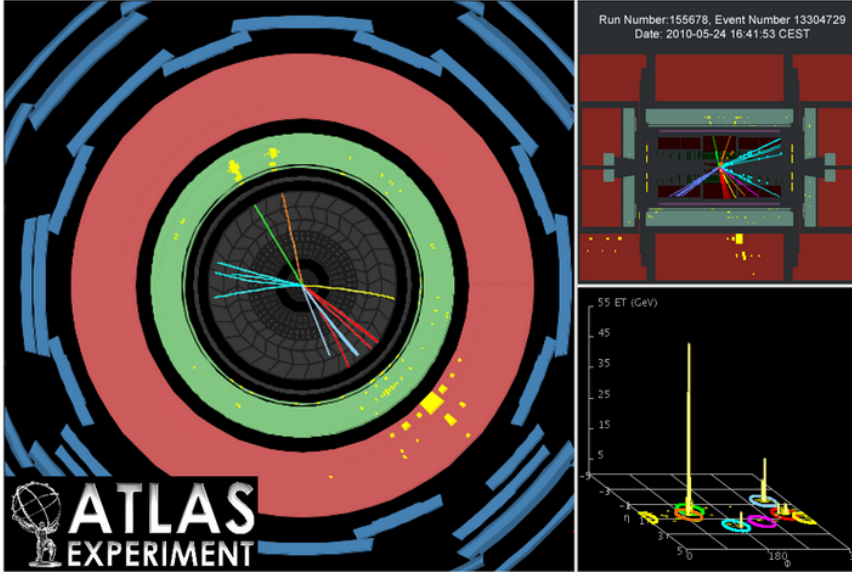 Run Number:155678, Event Number 13304729
Date: 2010-05-24 16:41:53 CEST
55 ET (GeV)
45
35
25
15
5
-3
-1
η
3
5
0
180
Φ
ATLAS
EXPERIMENT